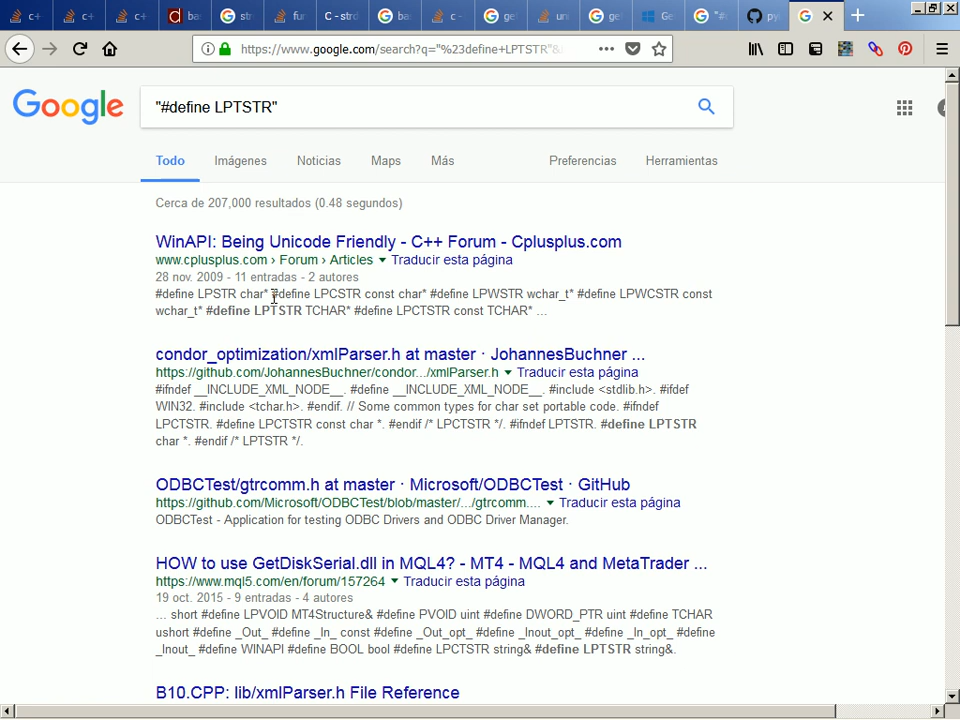 c+
c+
c+
ba
str
fur
C - strd
ba
c -
ge
uni
ge
Ge
"#
py
https://www.google.com/search?q="%23define+LPTSTR"&
Google
"#define LPTSTR"
Todo Imágenes Noticias Maps Más Preferencias Herramientas
Cerca de 207,000 resultados (0.48 segundos)
WinAPI: Being Unicode Friendly - C++ Forum - Cplusplus.com
www.cplusplus.com › Forum › Articles ▼ Traducir esta página
28 nov. 2009 - 11 entradas - 2 autores
#define LPSTR char* #define LPCSTR const char* #define LPWSTR wchar_t* #define LPWCSTR const
wchar_t* #define LPTSTR TCHAR* #define LPCTSTR const TCHAR* ...
condor_optimization/xmlParser.h at master · JohannesBuchner ...
https://github.com/JohannesBuchner/condor.../xmlParser.h ▼ Traducir esta página
#ifndef __INCLUDE_XML_NODE__. #define __INCLUDE_XML_NODE__. #include <stdlib.h>. #ifdef
WIN32. #include <tchar.h>. #endif. // Some common types for char set portable code. #ifndef
LPCTSTR. #define LPCTSTR const char *. #endif /* LPCTSTR */. #ifndef LPTSTR. #define LPTSTR
char *. #endif /* LPTSTR */.
ODBCTest/gtrcomm.h at master · Microsoft/ODBCTest · GitHub
https://github.com/Microsoft/ODBCTest/blob/master/.../gtrcomm.... ▼ Traducir esta página
ODBCTest - Application for testing ODBC Drivers and ODBC Driver Manager.
HOW to use GetDiskSerial.dll in MQL4? - MT4 - MQL4 and MetaTrader ...
https://www.mql5.com/en/forum/157264 ▼ Traducir esta página
19 oct. 2015 - 9 entradas - 4 autores
... short #define LPVOID MT4Structure& #define PVOID uint #define DWORD_PTR uint #define TCHAR
ushort #define _Out_ #define _In_ const #define _Out_opt_ #define _Inout_opt_ #define _In_opt_ #define
_Inout_ #define WINAPI #define BOOL bool #define LPCTSTR string& #define LPTSTR string&.
B10.CPP: lib/xmlParser.h File Reference